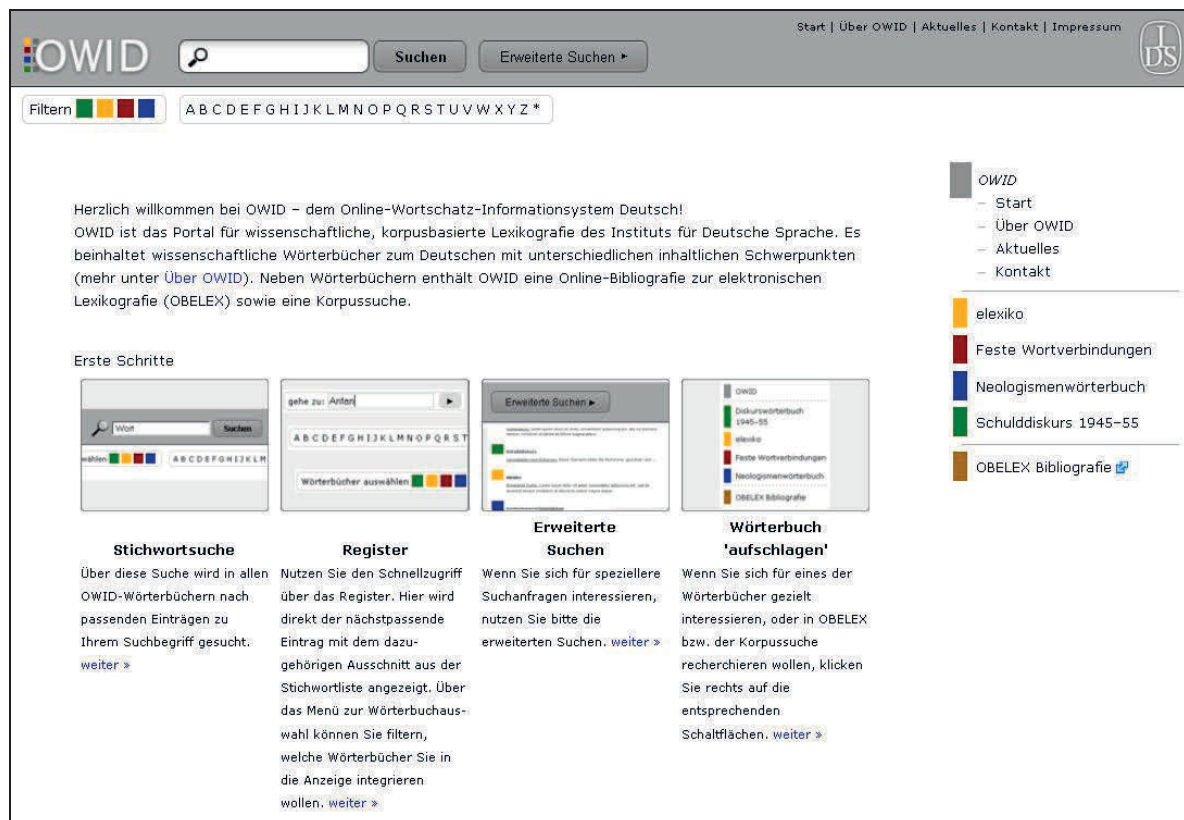 Start | Über OWID | Aktuelles | Kontakt | Impressum
OWID
Suchen
Erweiterte Suchen ▸
IDS
Filtern
A B C D E F G H I J K L M N O P Q R S T U V W X Y Z *
Herzlich willkommen bei OWID – dem Online-Wortschatz-Informationsystem Deutsch!
OWID ist das Portal für wissenschaftliche, korpusbasierte Lexikografie des Instituts für Deutsche Sprache. Es
beinhaltet wissenschaftliche Wörterbücher zum Deutschen mit unterschiedlichen inhaltlichen Schwerpunkten
(mehr unter Über OWID). Neben Wörterbüchern enthält OWID eine Online-Bibliografie zur elektronischen
Lexikografie (OBELEX) sowie eine Korpussuche.
Erste Schritte
Wort
Suchen
wählen
A B C D E F G H I J K L M
Stichwortsuche
Über diese Suche wird in allen
OWID-Wörterbüchern nach
passenden Einträgen zu
Ihrem Suchbegriff gesucht.
weiter »
gehe zu: Anfan
A B C D E F G H I J K L M N O P Q R S T
Wörterbücher auswählen
Register
Nutzen Sie den Schnellzugriff
über das Register. Hier wird
direkt der nächstpassende
Eintrag mit dem dazu-
gehörigen Ausschnitt aus der
Stichwortliste angezeigt. Über
das Menü zur Wörterbuchaus-
wahl können Sie filtern,
welche Wörterbücher Sie in
die Anzeige integrieren
wollen. weiter »
Erweiterte Suchen ▸
Erweiterte
Suchen
Wenn Sie sich für speziellere
Suchanfragen interessieren,
nutzen Sie bitte die
erweiterten Suchen. weiter »
OWID
Diskurswörterbuch
1945-55
elexiko
Feste Wortverbindungen
Neologismenwörterbuch
OBELEX Bibliografie
Wörterbuch
'aufschlagen'
Wenn Sie sich für eines der
Wörterbücher gezielt
interessieren, oder in OBELEX
bzw. der Korpussuche
recherchieren wollen, klicken
Sie rechts auf die
entsprechenden
Schaltflächen. weiter »
OWID
– Start
– Über OWID
– Aktuelles
– Kontakt
elexiko
Feste Wortverbindungen
Neologismenwörterbuch
Schulddiskurs 1945–55
OBELEX Bibliografie